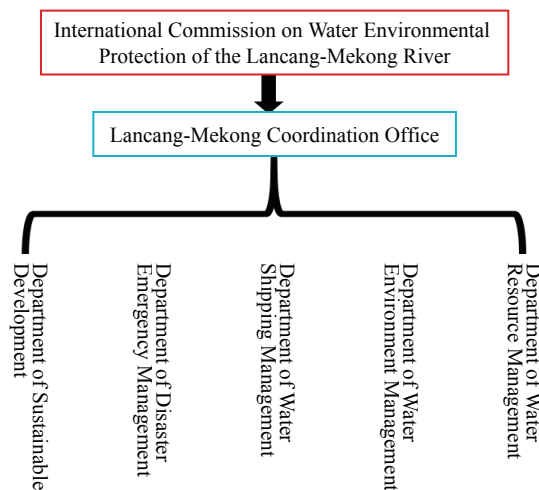 International Commission on Water Environmental
Protection of the Lancang-Mekong River
Lancang-Mekong Coordination Office
Department of Sustainable
Development
Department of Disaster
Emergency Management
Department of Water
Shipping Management
Department of Water
Environment Management
Department of Water
Resource Management